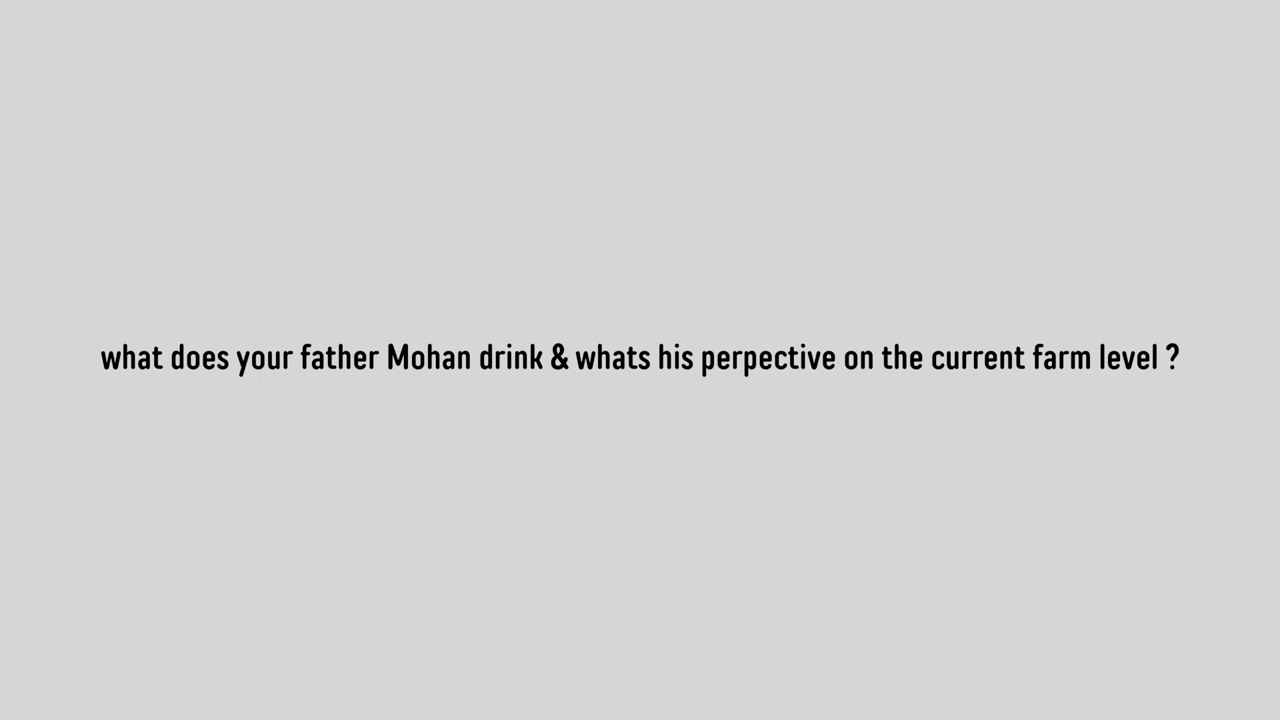 what does your father Mohan drink & whats his perpective on the current farm level ?